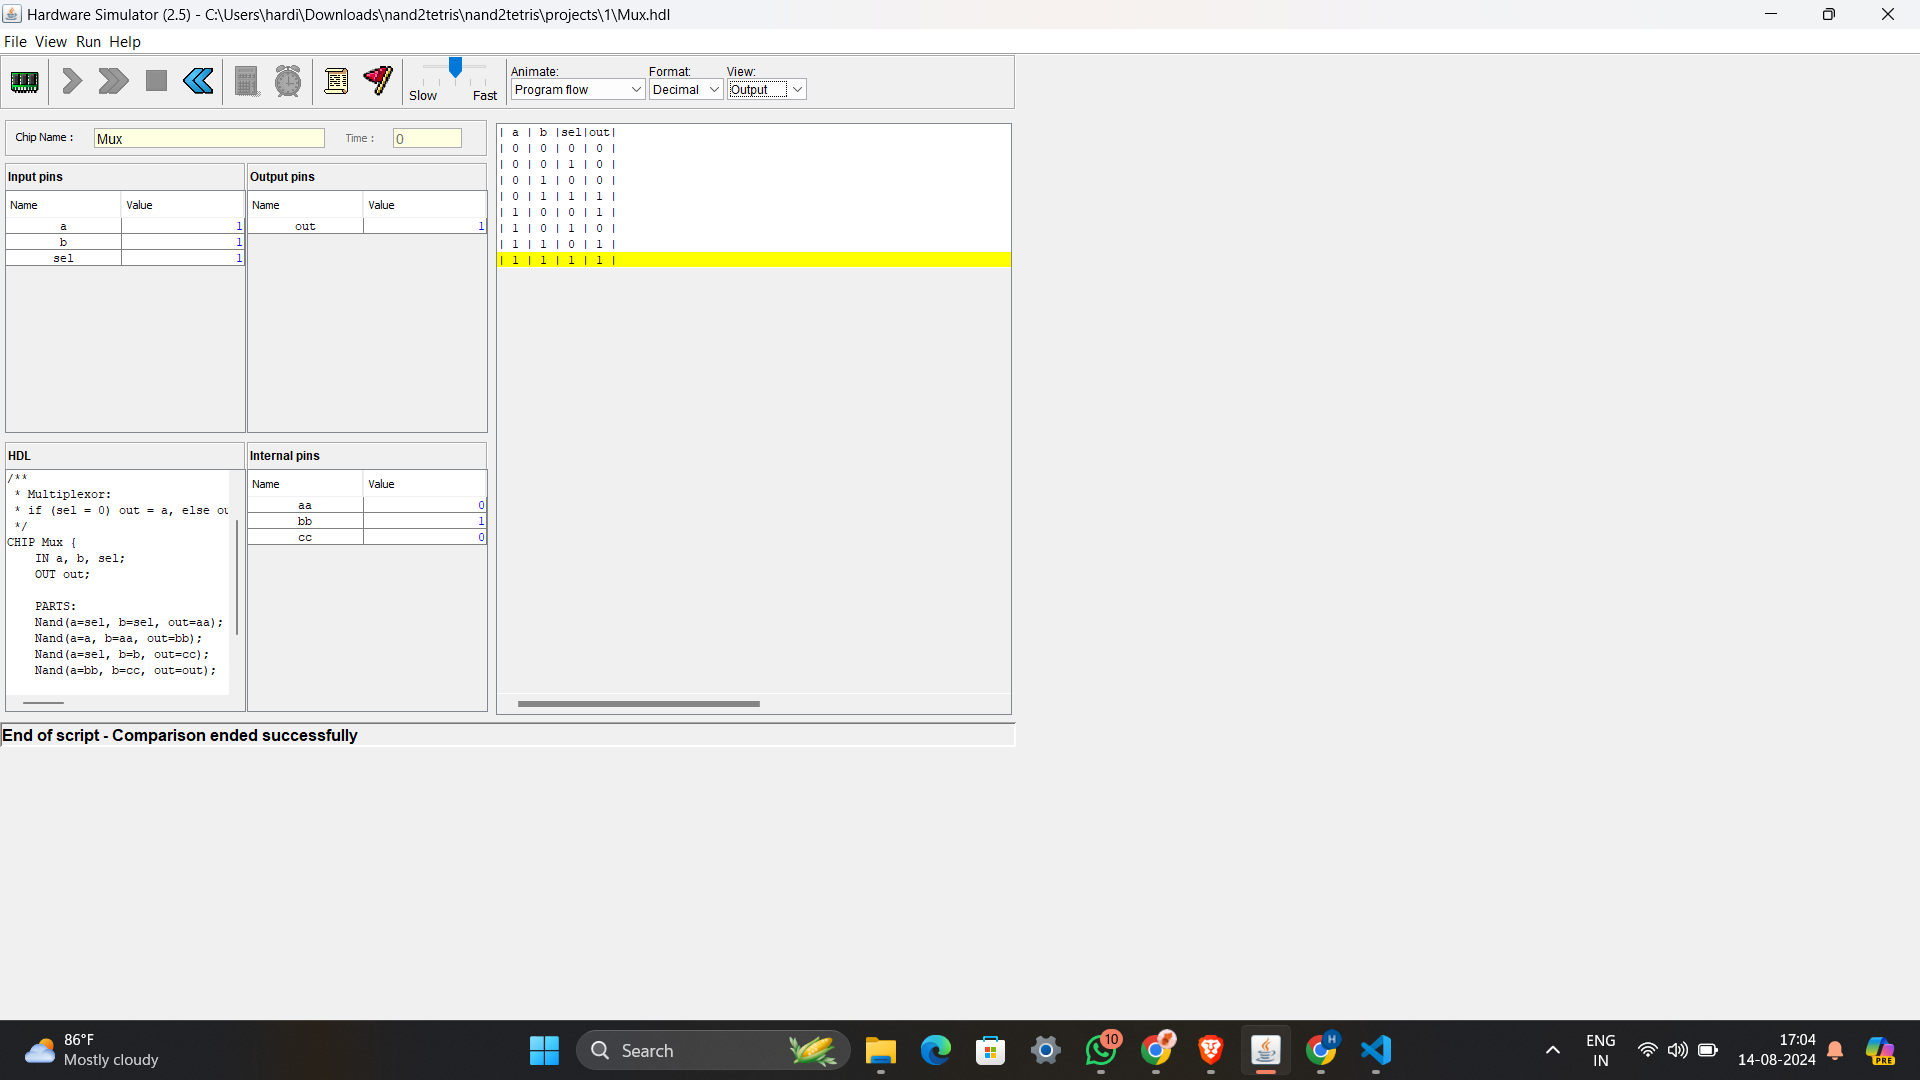 Hardware Simulator (2.5) - C:\Users\hardi\Downloads\nand2tetris\nand2tetris\projects\1\Mux.hdl
File View Run Help
Slow Fast
Animate: Format: View:
Program flow Decimal Output
Chip Name : Mux Time : 0
Input pins
Name Value
a 1
b 1
sel 1
Output pins
Name Value
out 1
| a | b |sel|out|
| 0 | 0 | 0 | 0 |
| 0 | 0 | 1 | 0 |
| 0 | 1 | 0 | 0 |
| 0 | 1 | 1 | 1 |
| 1 | 0 | 0 | 1 |
| 1 | 0 | 1 | 0 |
| 1 | 1 | 0 | 1 |
| 1 | 1 | 1 | 1 |
HDL
/**
* Multiplexor:
* if (sel = 0) out = a, else ou
*/
CHIP Mux {
IN a, b, sel;
OUT out;
PARTS:
Nand(a=sel, b=sel, out=aa);
Nand(a=a, b=aa, out=bb);
Nand(a=sel, b=b, out=cc);
Nand(a=bb, b=cc, out=out);
Internal pins
Name Value
aa 0
bb 1
cc 0
End of script - Comparison ended successfully
86°F
Mostly cloudy
Search
10
H
ENG
IN
17:04
14-08-2024
PRE